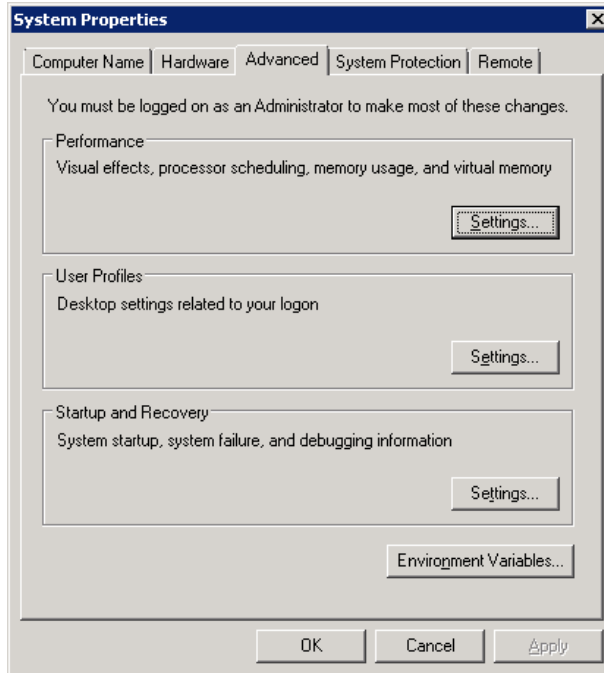 System Properties
Computer Name Hardware Advanced System Protection Remote
You must be logged on as an Administrator to make most of these changes.
Performance
Visual effects, processor scheduling, memory usage, and virtual memory
Settings...
User Profiles
Desktop settings related to your logon
Settings...
Startup and Recovery
System startup, system failure, and debugging information
Settings...
Environment Variables...
OK Cancel Apply